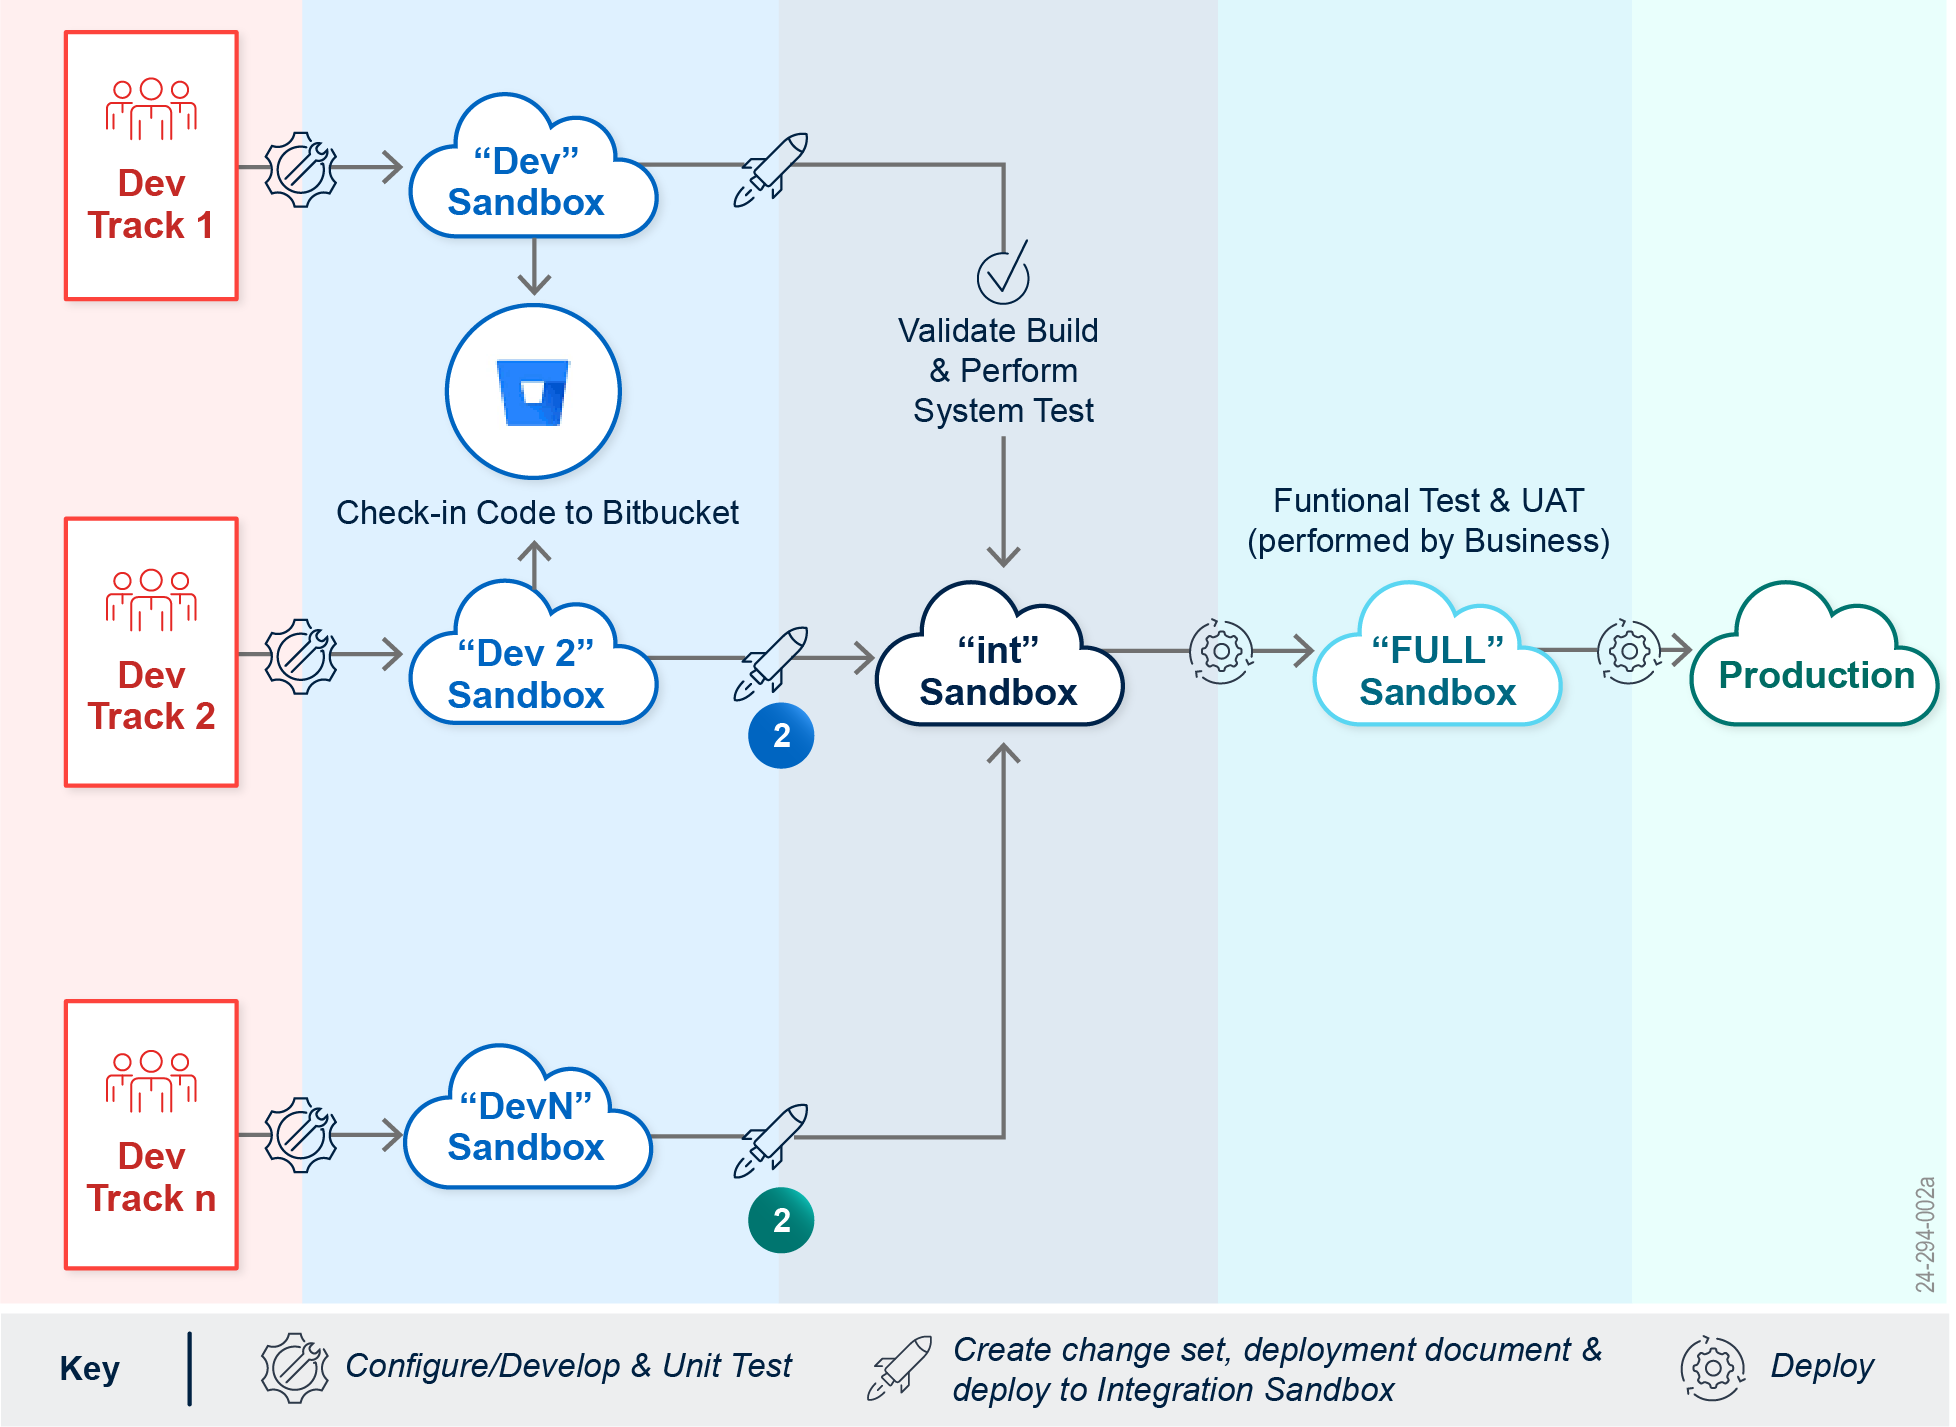 Dev
Track 1
“Dev”
Sandbox
Validate Build
& Perform
System Test
Check-in Code to Bitbucket
Dev
Track 2
“Dev 2”
Sandbox
2
“int”
Sandbox
Funtional Test & UAT
(performed by Business)
“FULL”
Sandbox
Production
Dev
Track n
“DevN”
Sandbox
2
24-294-002a
Key
Configure/Develop & Unit Test
Create change set, deployment document &
deploy to Integration Sandbox
Deploy